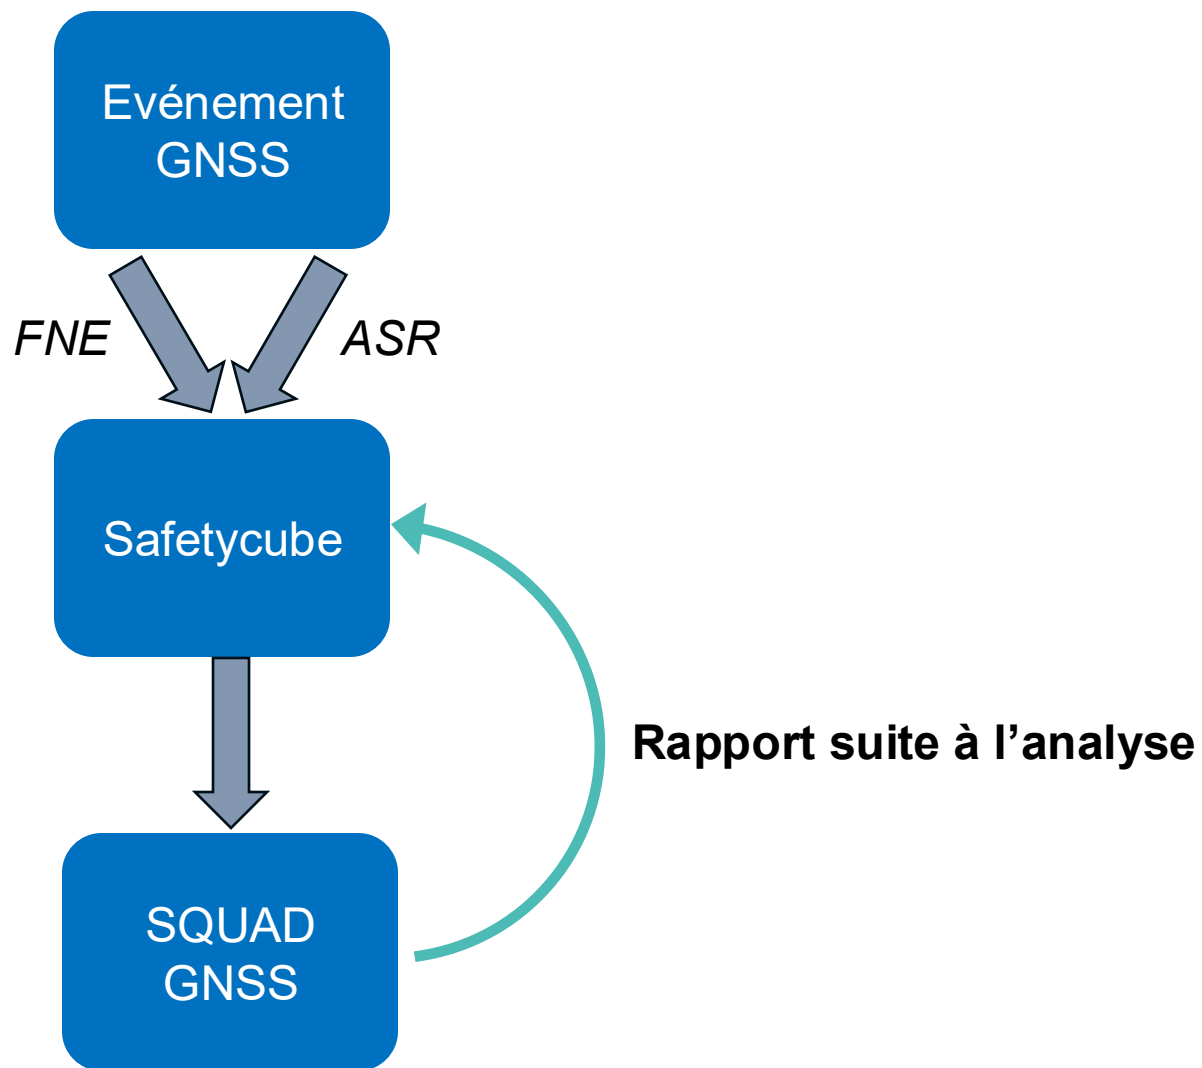 Evénement
GNSS
FNE
ASR
Safetycube
Rapport suite à l’analyse
SQUAD
GNSS